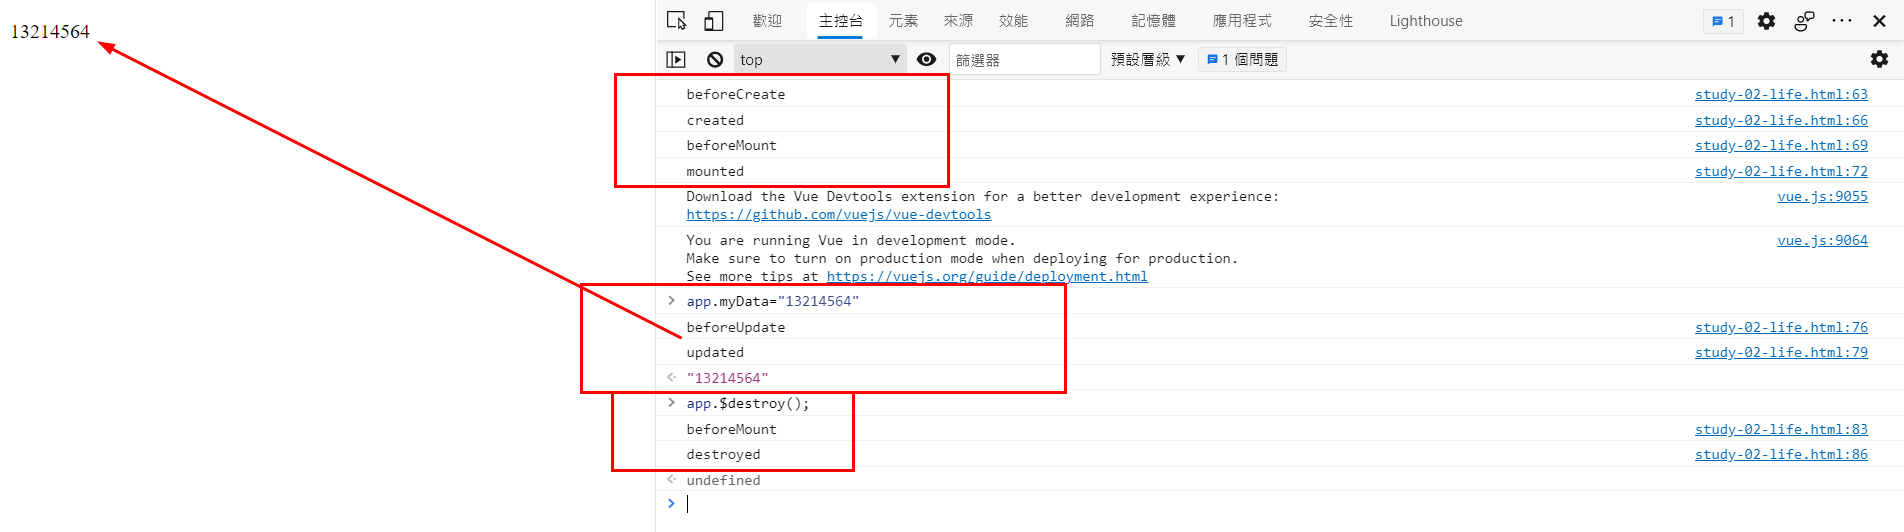 13214564
歡迎 主控台 元素 來源 效能 網路 記憶體 應用程式 安全性 Lighthouse 1
top 篩選器 預設層級 1 個問題
beforeCreate study-02-life.html:63
created study-02-life.html:66
beforeMount study-02-life.html:69
mounted study-02-life.html:72
Download the Vue Devtools extension for a better development experience: vue.js:9055
https://github.com/vuejs/vue-devtools
You are running Vue in development mode. vue.js:9064
Make sure to turn on production mode when deploying for production.
See more tips at https://vuejs.org/guide/deployment.html
> app.myData="13214564"
beforeUpdate study-02-life.html:76
updated study-02-life.html:79
"13214564"
> app.$destroy();
beforeMount study-02-life.html:83
destroyed study-02-life.html:86
undefined
>